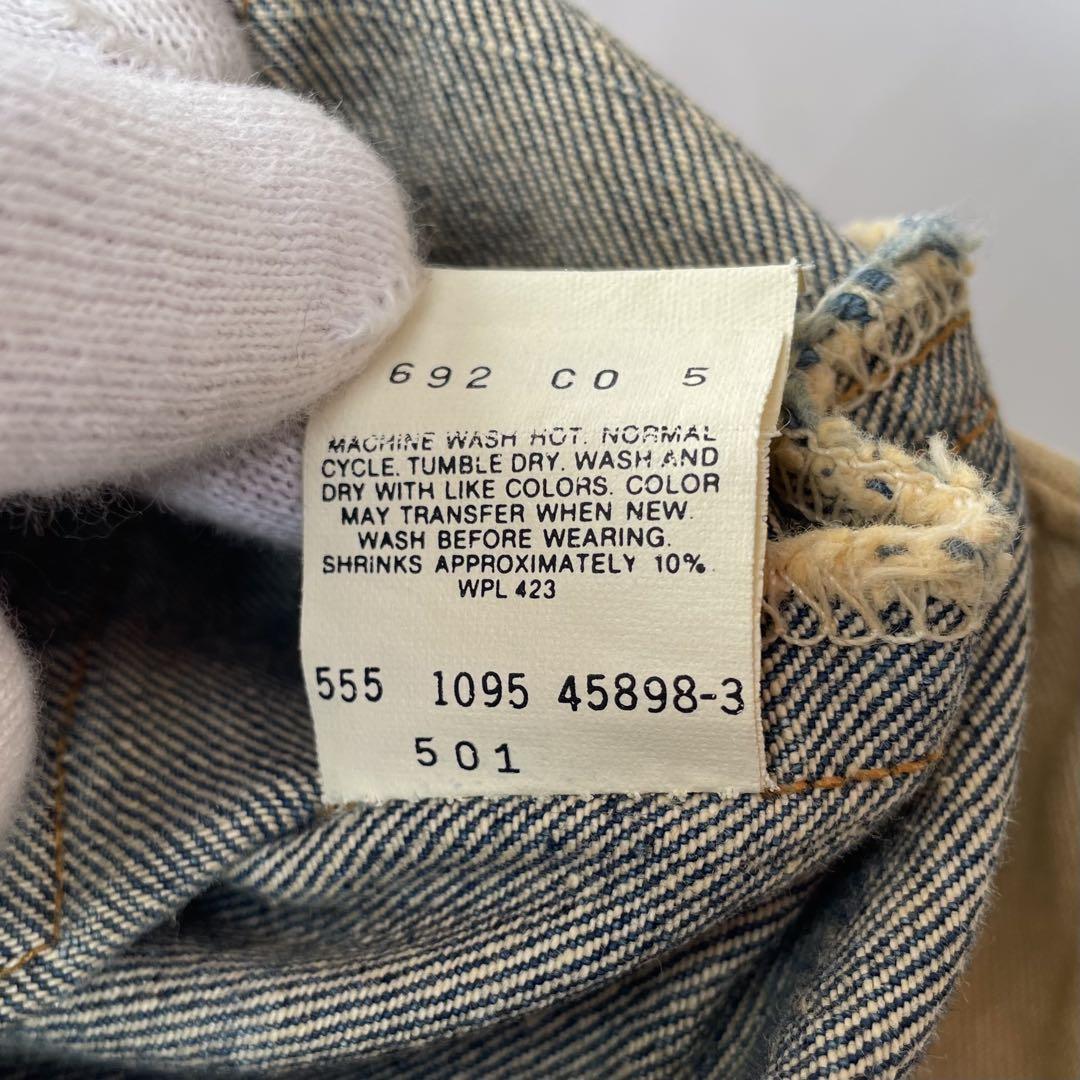 692 CO 5
MACHINE WASH HOT. NORMAL
CYCLE. TUMBLE DRY. WASH AND
DRY WITH LIKE COLORS. COLOR
MAY TRANSFER WHEN NEW.
WASH BEFORE WEARING.
SHRINKS APPROXIMATELY 10%.
WPL 423
555 1095 45898-3
501